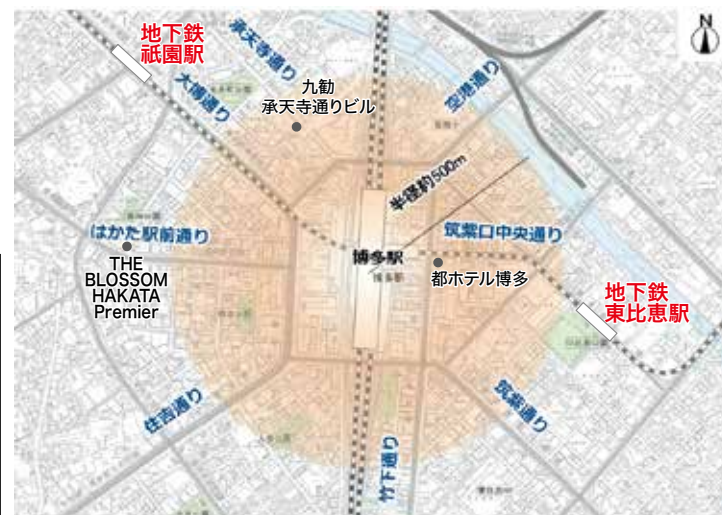 N
地下鉄
祇園駅
承天寺通り
大博通り
九勧
承天寺通りビル
空港通り
半径約500m
はかた駅前通り
筑紫口中央通り
博多駅
博多駅
THE
BLOSSOM
HAKATA
Premier
都ホテル博多
地下鉄
東比恵駅
住吉通り
筑紫通り
竹下通り